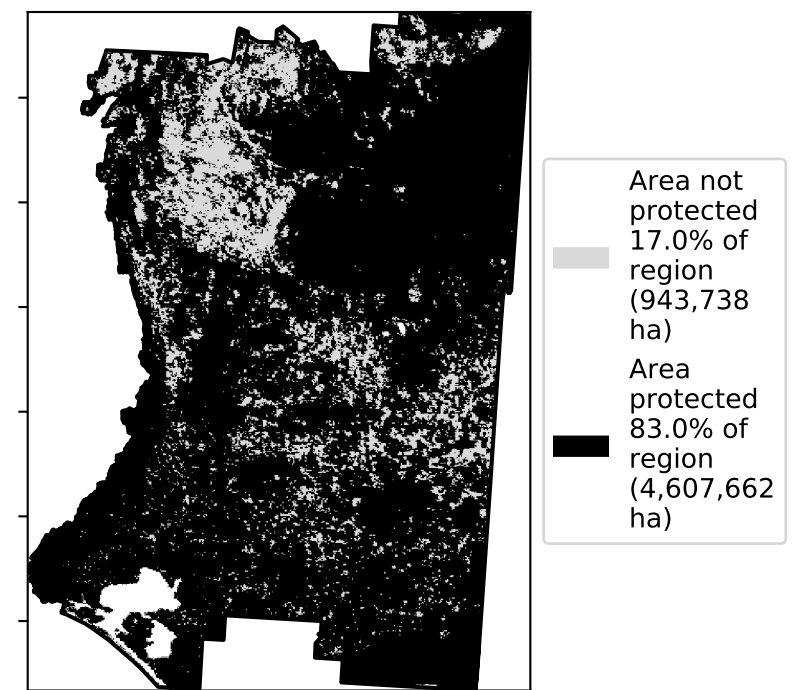 Area not
protected
17.0% of
region
(943,738
ha)
Area
protected
83.0% of
region
(4,607,662
ha)